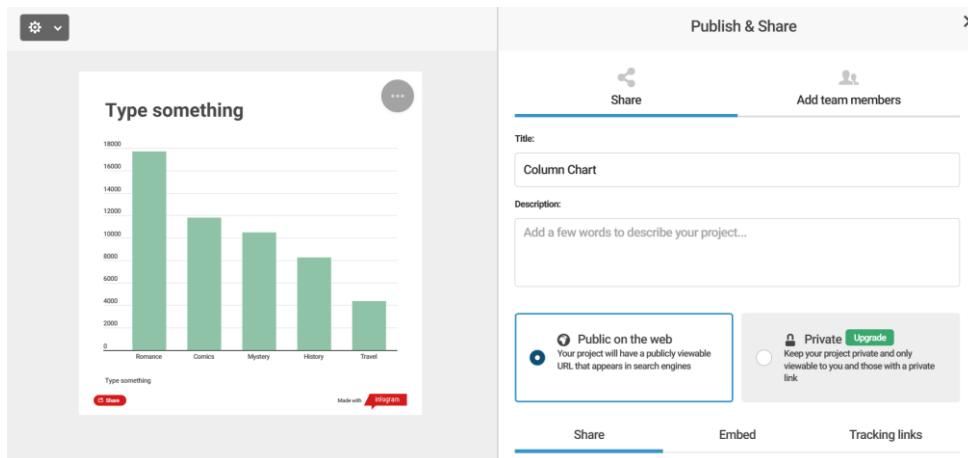 Publish & Share
Share
Add team members
Type something
18000
16000
14000
12000
10000
8000
6000
4000
2000
0
Romance Comics Mystery History Travel
Type something
Share
Made with infogram
Title:
Column Chart
Description:
Add a few words to describe your project...
Public on the web
Your project will have a publicly viewable
URL that appears in search engines
Private Upgrade
Keep your project private and only
viewable to you and those with a private
link
Share Embed Tracking links